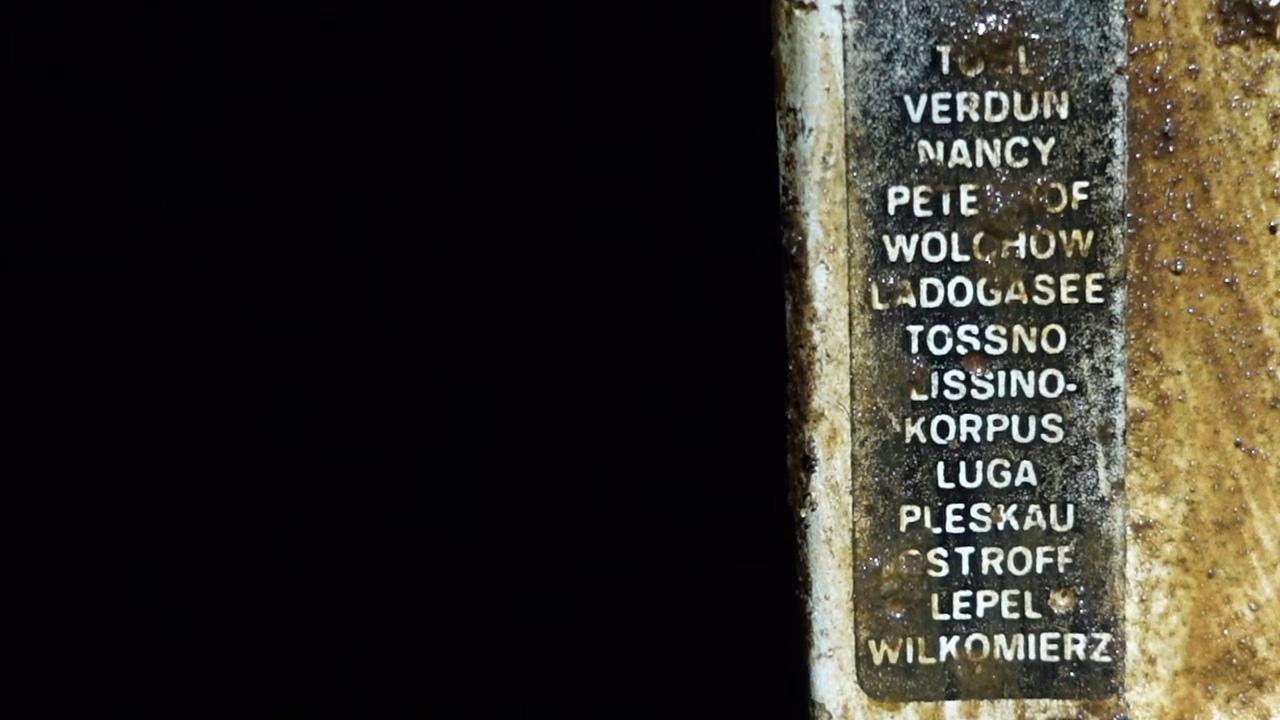 VERDUN
NANCY
WOLCHOW
LADOGASEE
TOSSNO
LISSINO-
KORPUS
LUGA
PLESKAU
OSTROFF
LEPEL
WILKOMIERZ